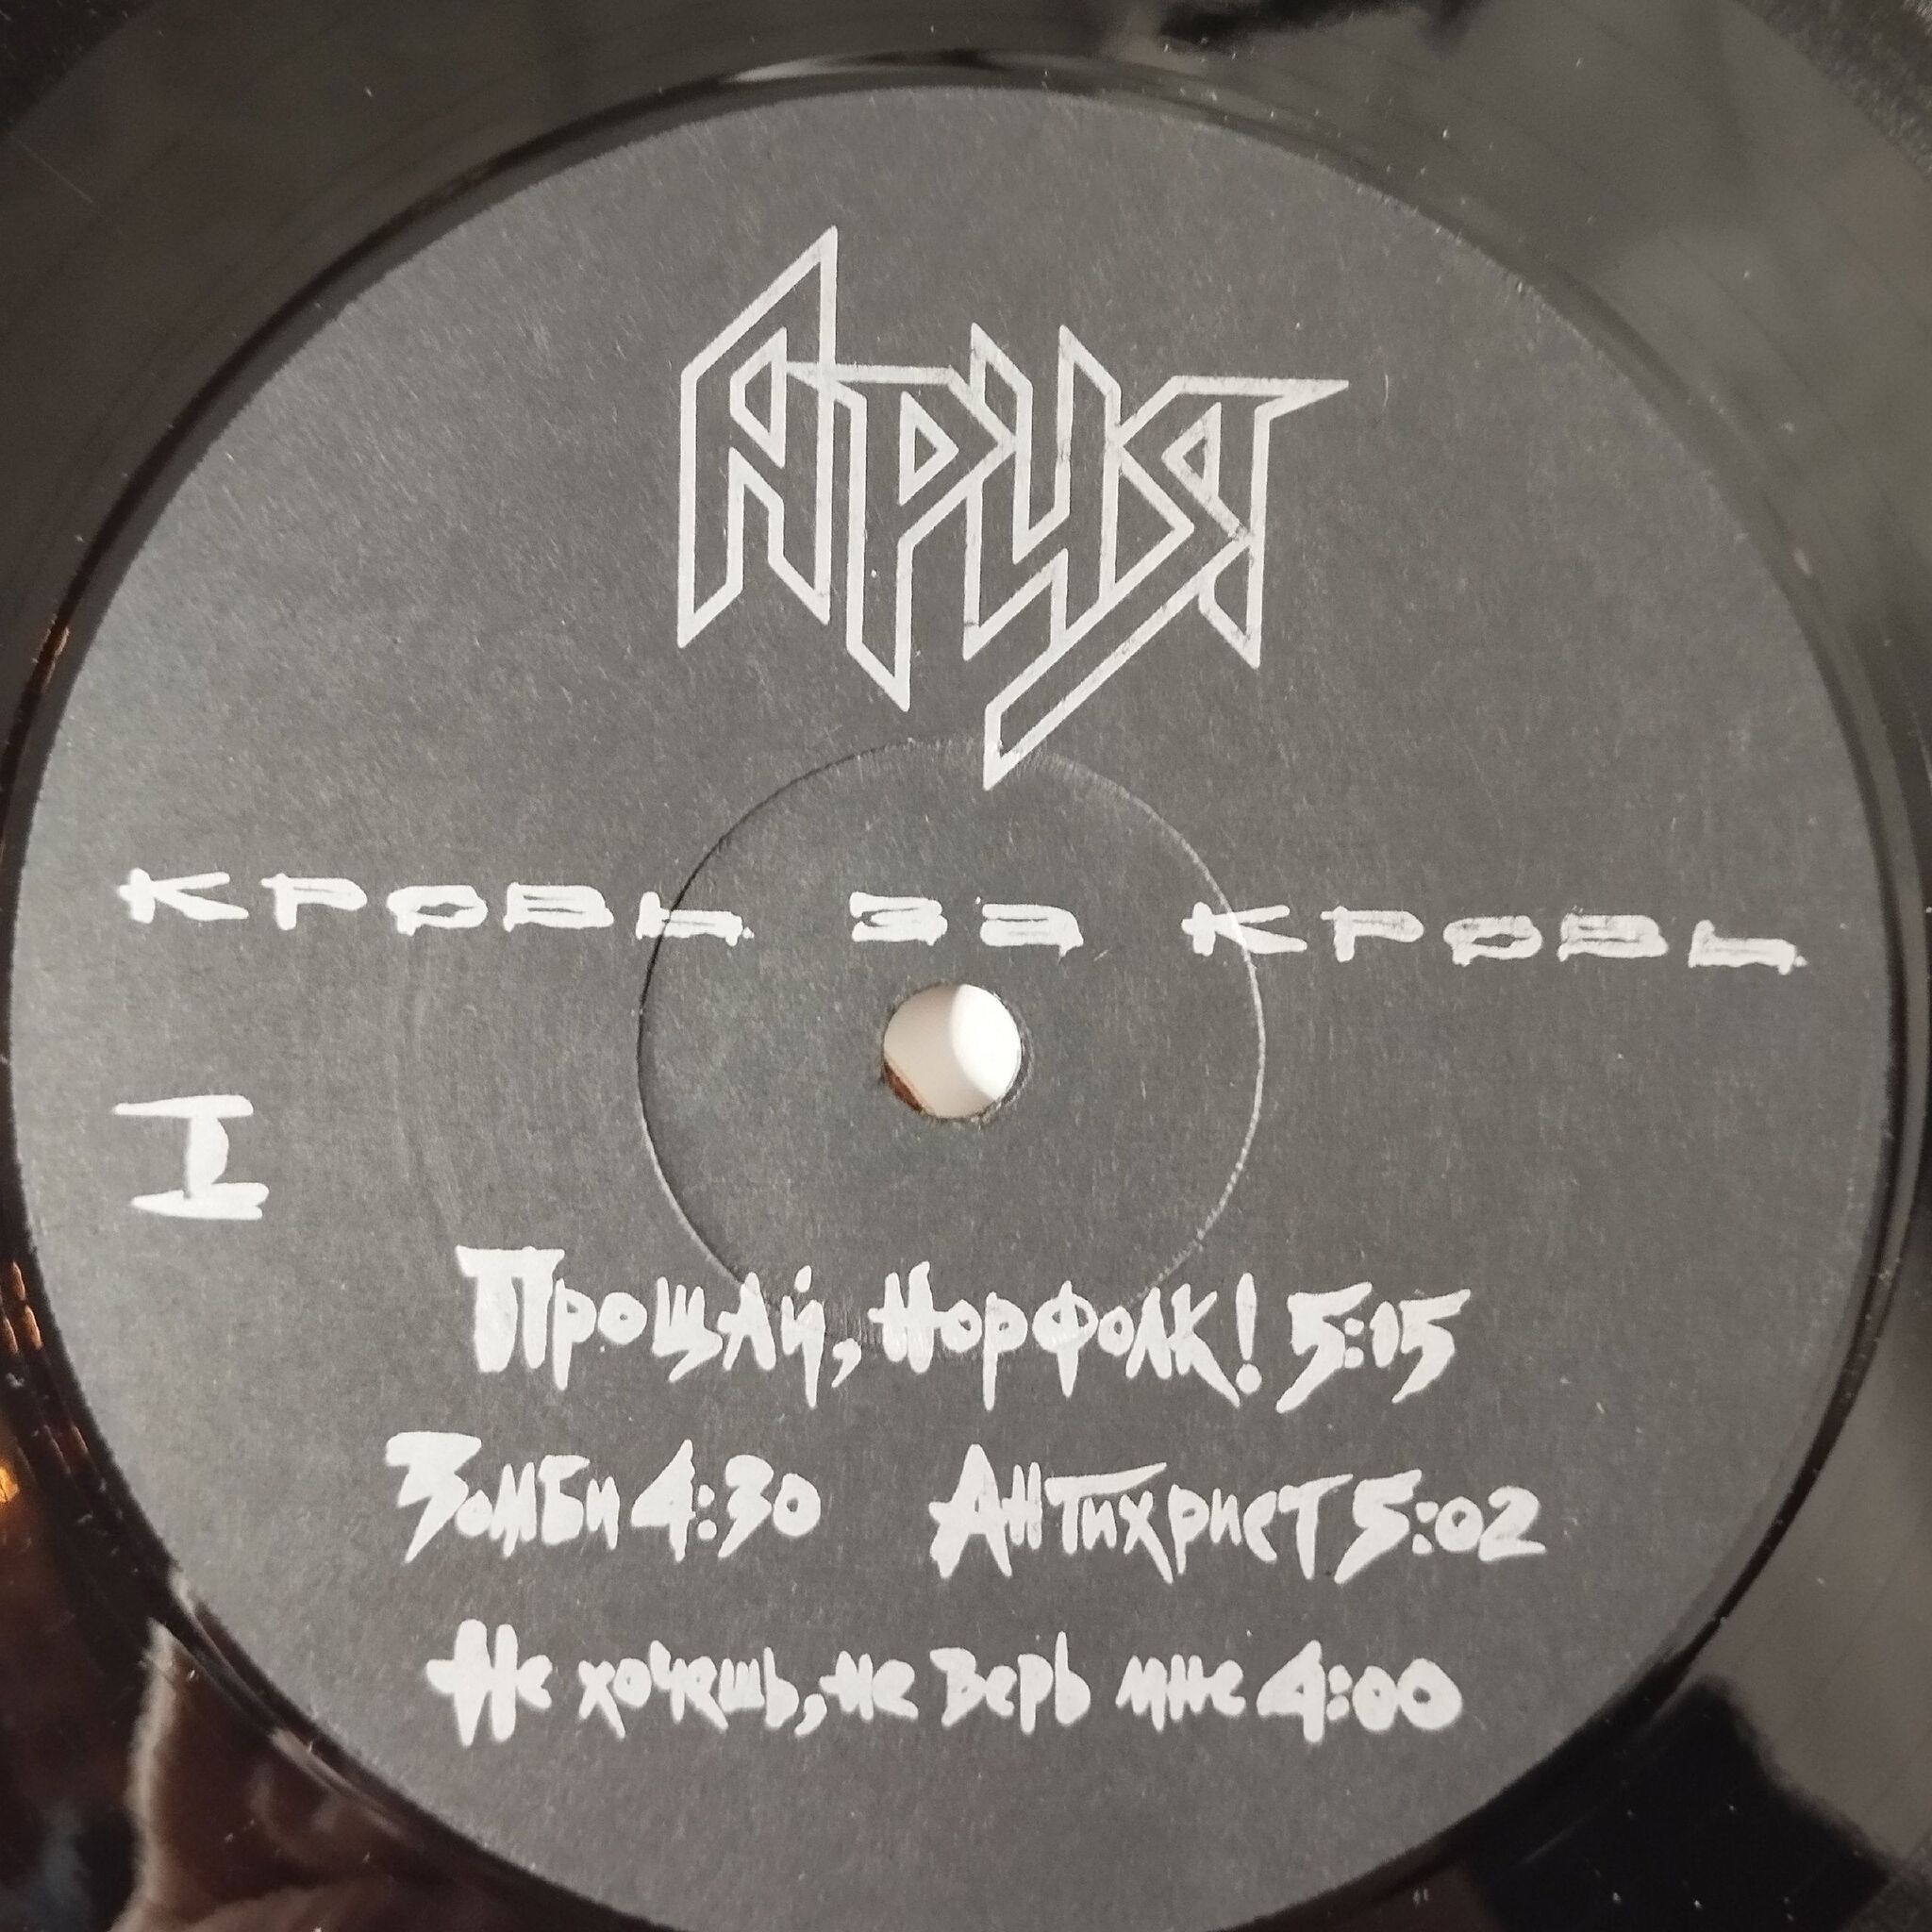 АРИЯ
КРОВЬ ЗА КРОВЬ
I
Прощай, Норфолк! 5:15
Зомби 4:30 Антихрист 5:02
Не хочешь, не верь мне 4:00